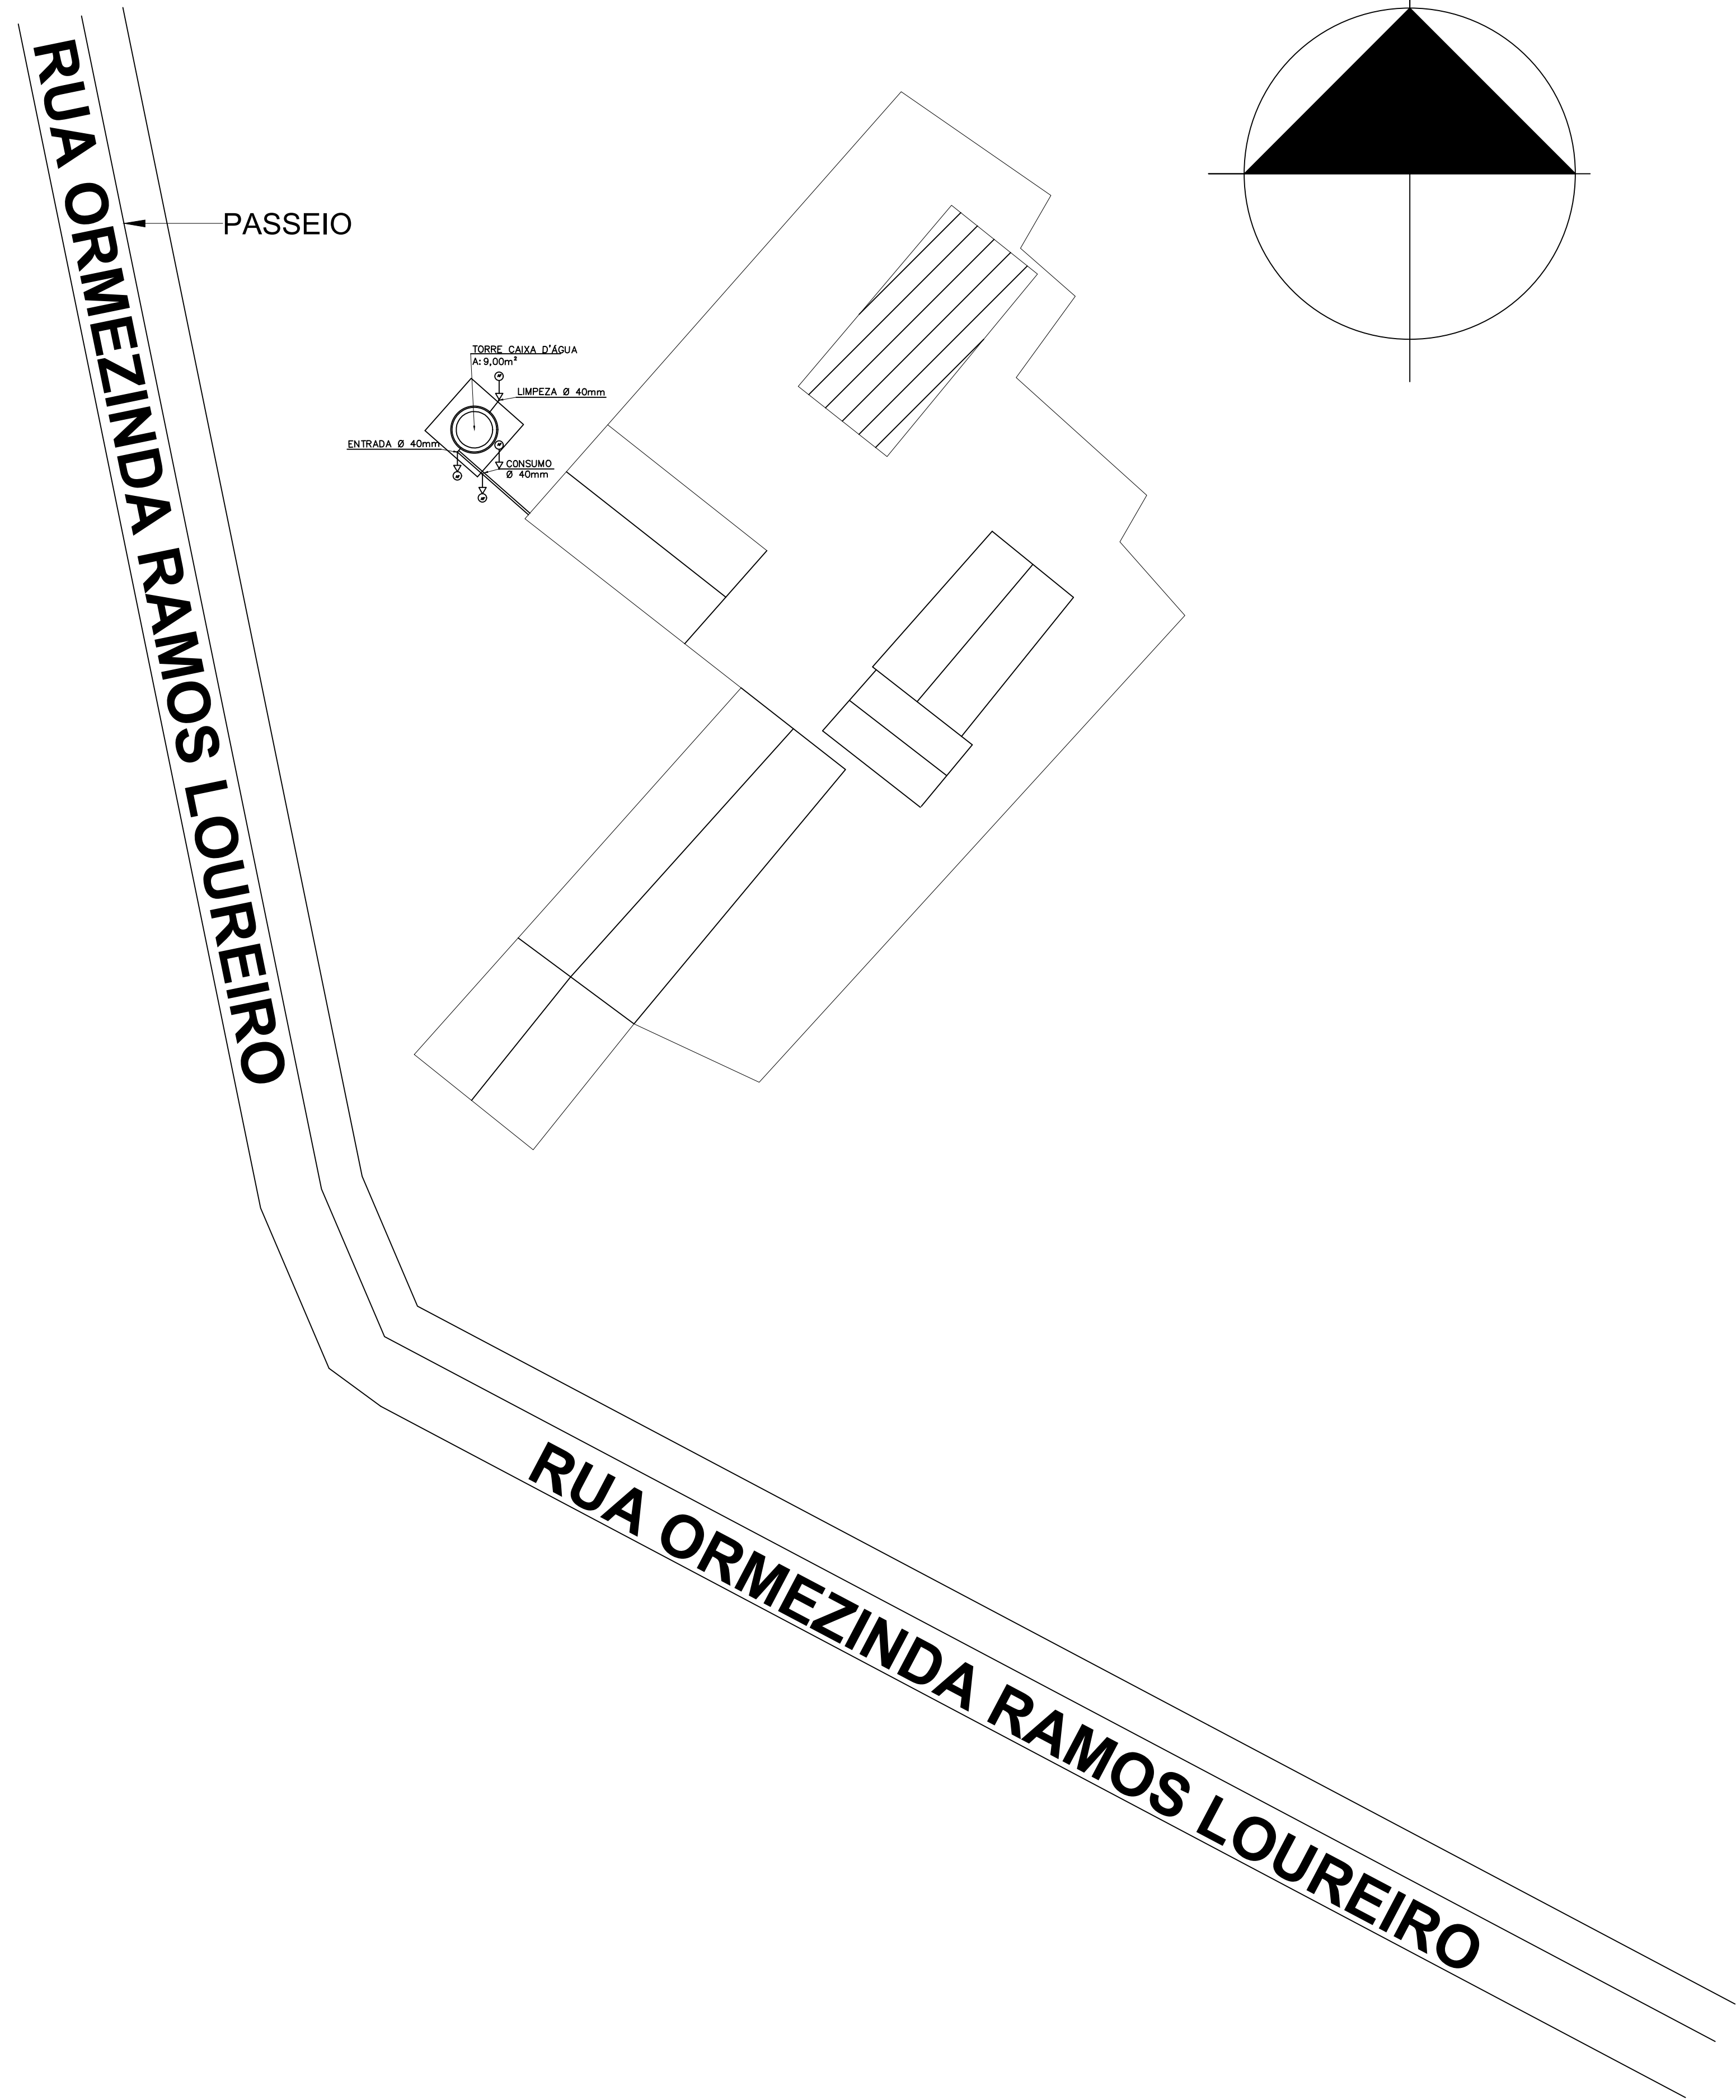 RUA ORMEZINDA RAMOS LOUREIRO
PASSEIO
TORRE CAIXA D'ÁGUA
A: 9,00m²
LIMPEZA Ø 40mm
ENTRADA Ø 40mm
CONSUMO
Ø 40mm
RUA ORMEZINDA RAMOS LOUREIRO